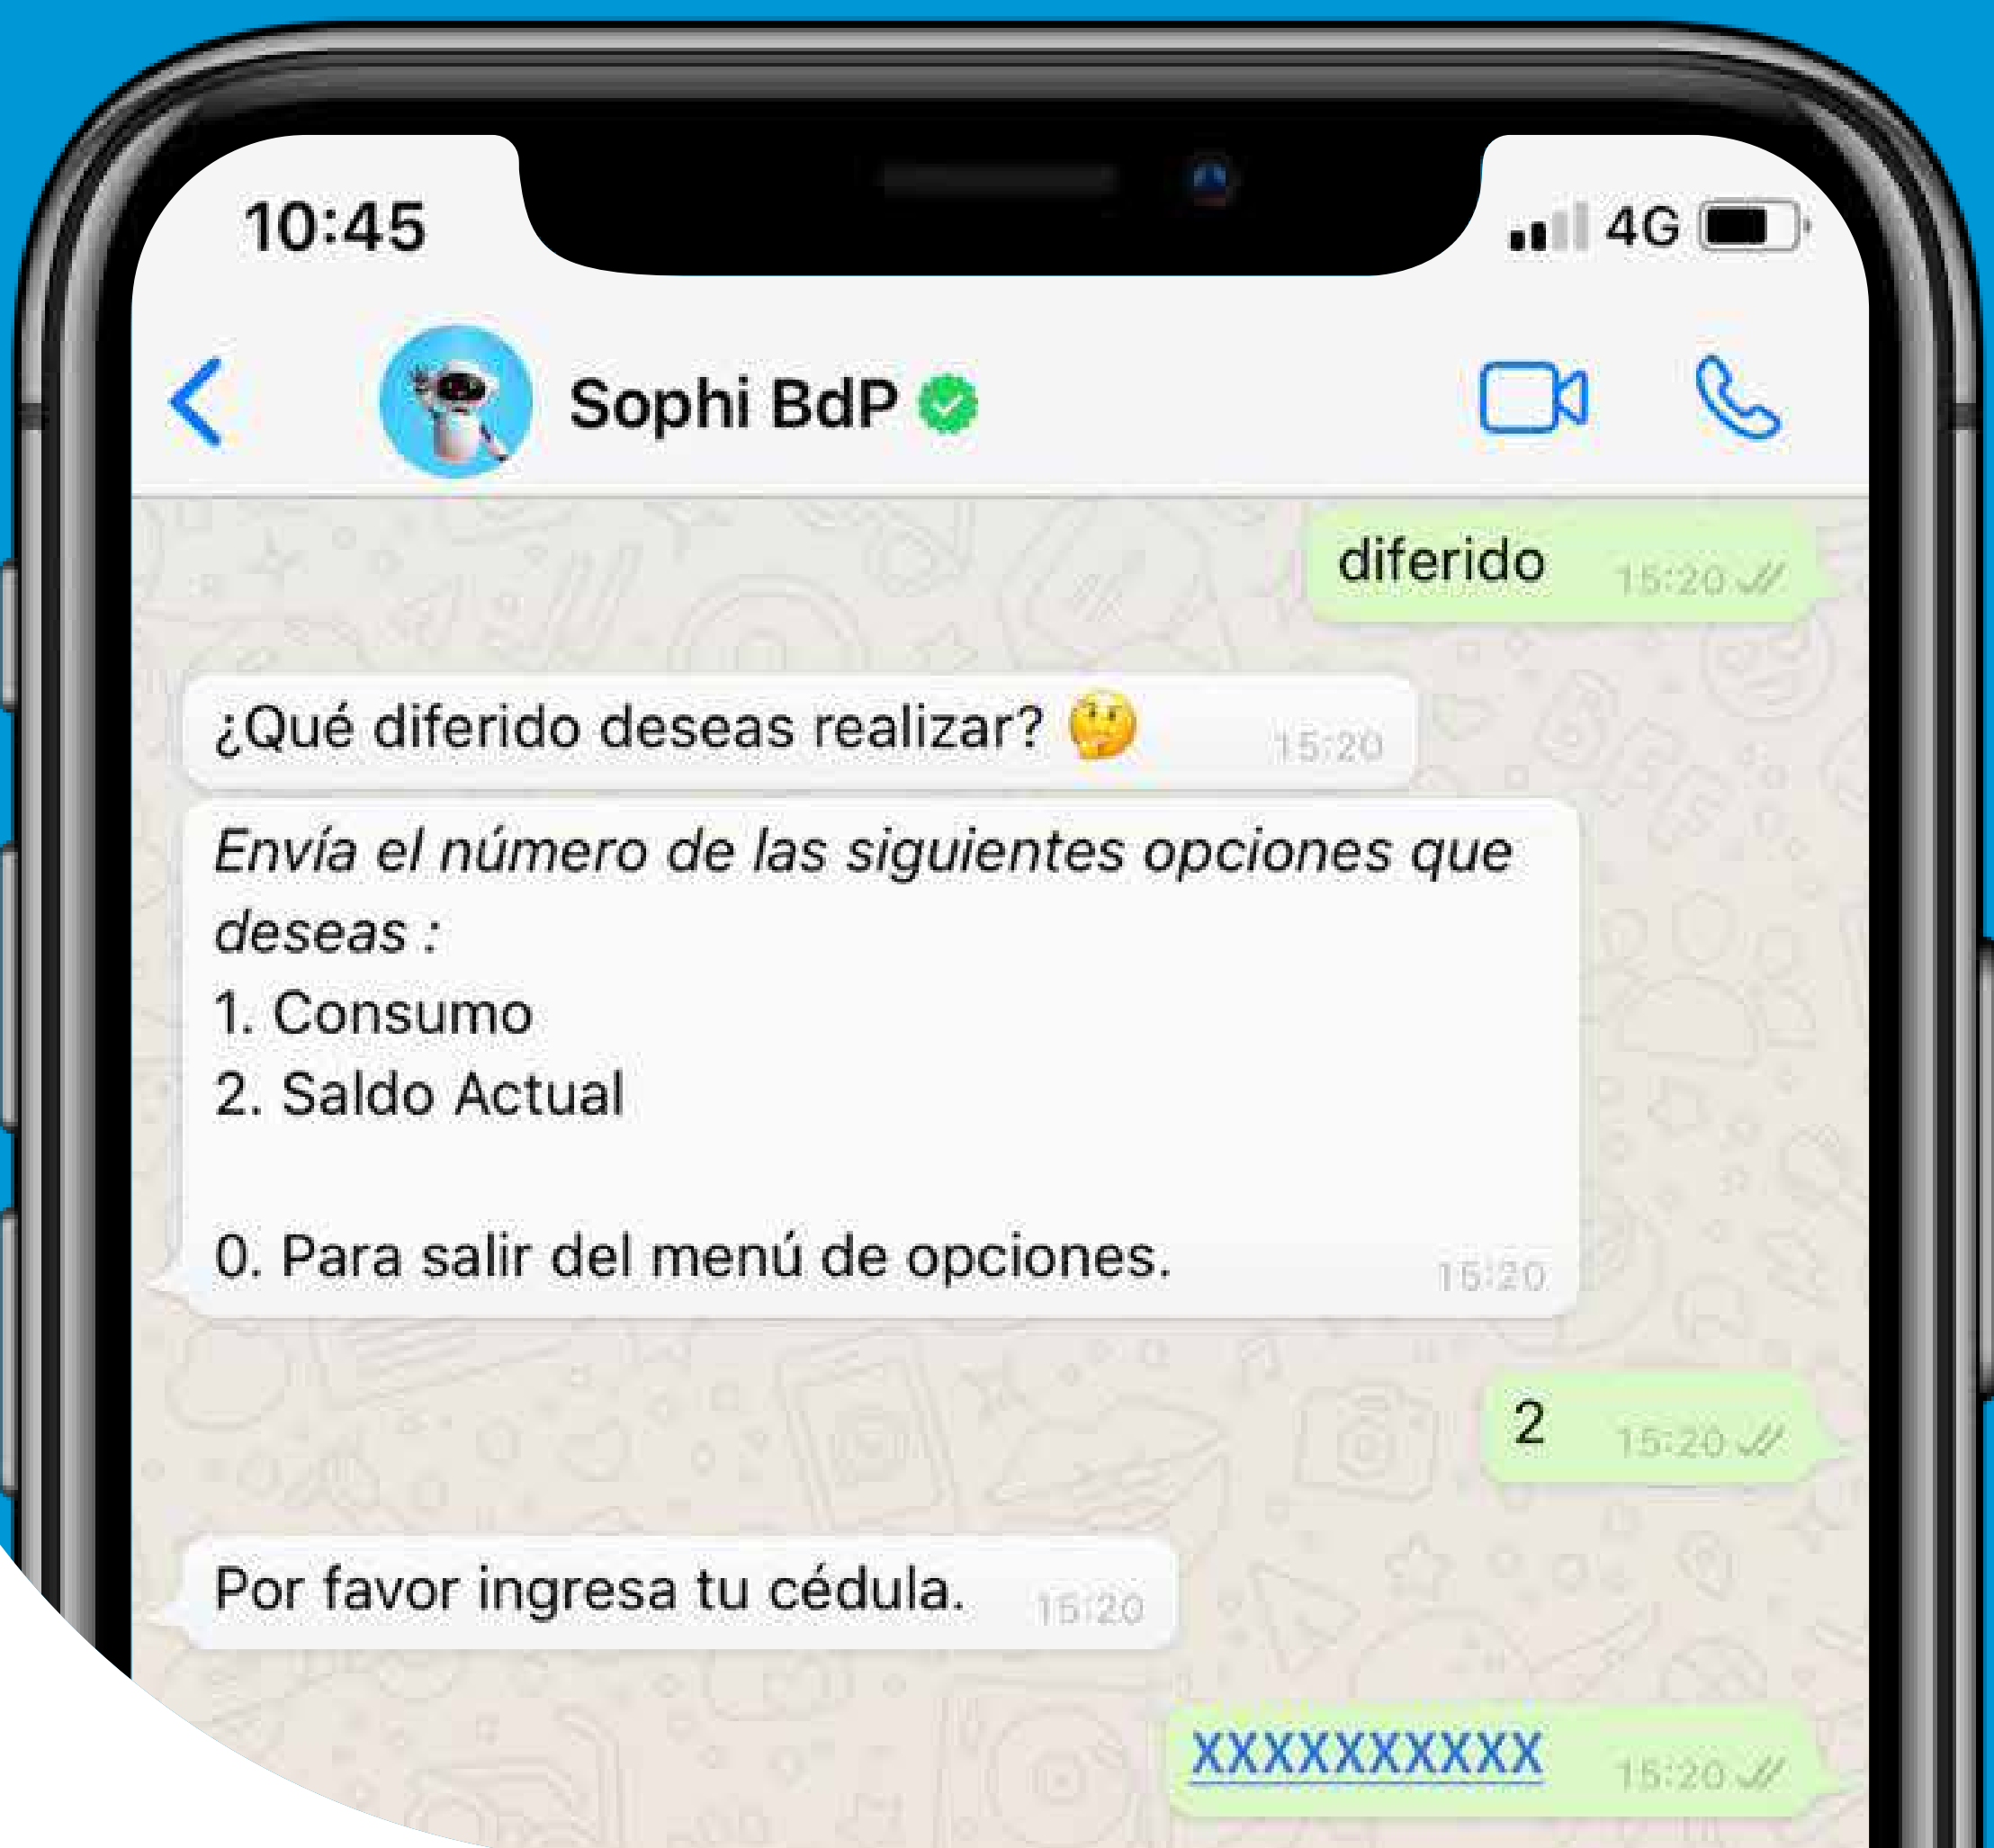 10:45
4G
Sophi BdP
diferido 15:20
¿Qué diferido deseas realizar? 🤔 15:20
Envía el número de las siguientes opciones que
deseas :
1. Consumo
2. Saldo Actual
0. Para salir del menú de opciones. 15:20
2 15:20
Por favor ingresa tu cédula. 15:20
XXXXXXXXXX 15:20